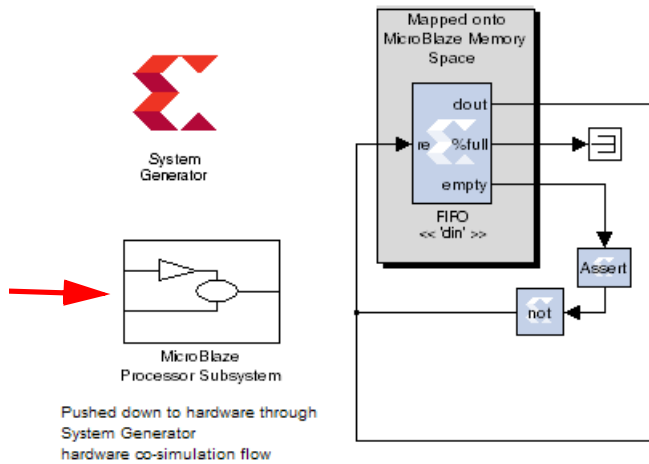 Mapped onto
MicroBlaze Memory
Space
dout
re
%full
empty
FIFO
<< 'din' >>
System
Generator
Assert
not
MicroBlaze
Processor Subsystem
Pushed down to hardware through
System Generator
hardware co-simulation flow